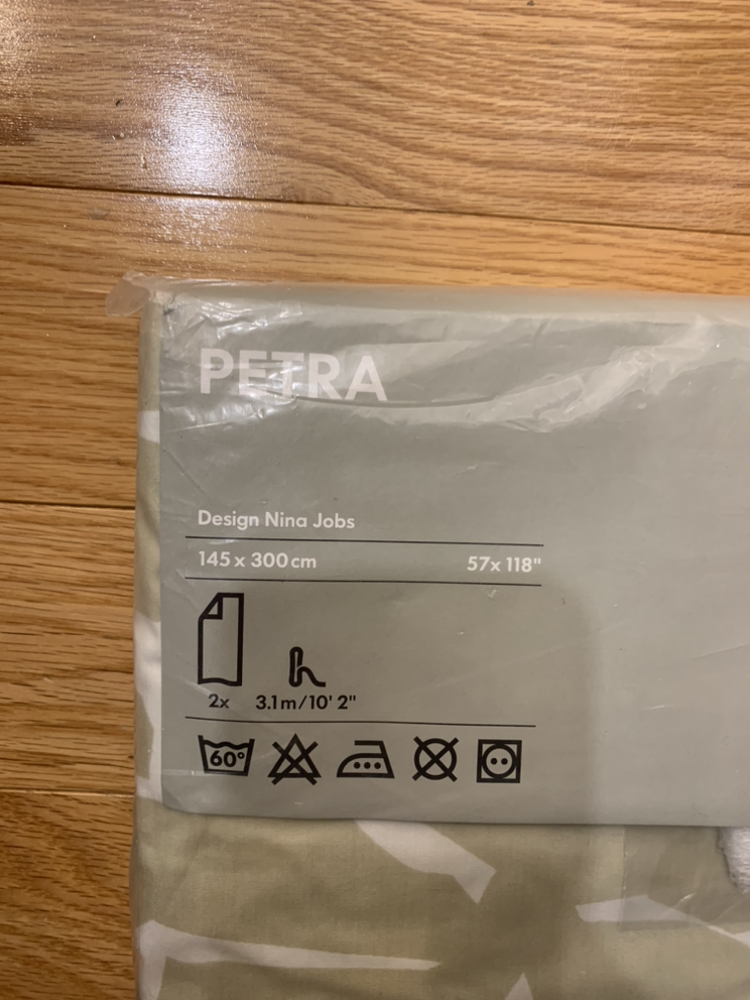 PETRA
Design Nina Jobs
145 x 300 cm 57x 118"
2x 3.1m/10' 2"
60°